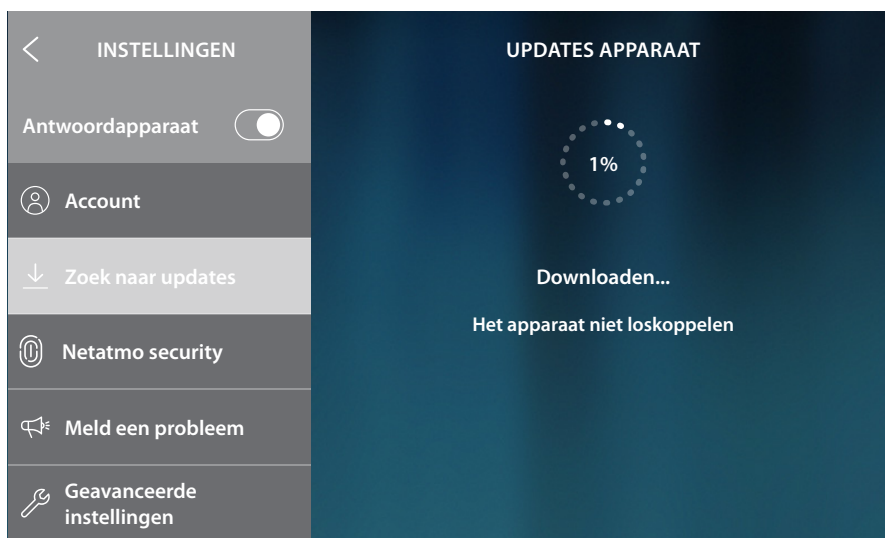 INSTELLINGEN
Antwoordapparaat
Account
Zoek naar updates
Netatmo security
Meld een probleem
Geavanceerde
instellingen
UPDATES APPARAAT
1%
Downloaden...
Het apparaat niet loskoppelen